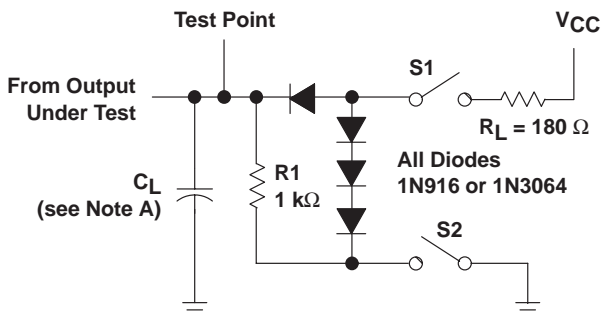 Test Point
VCC
S1
From Output
Under Test
RL = 180 Ω
R1
1 kΩ
All Diodes
1N916 or 1N3064
CL
(see Note A)
S2